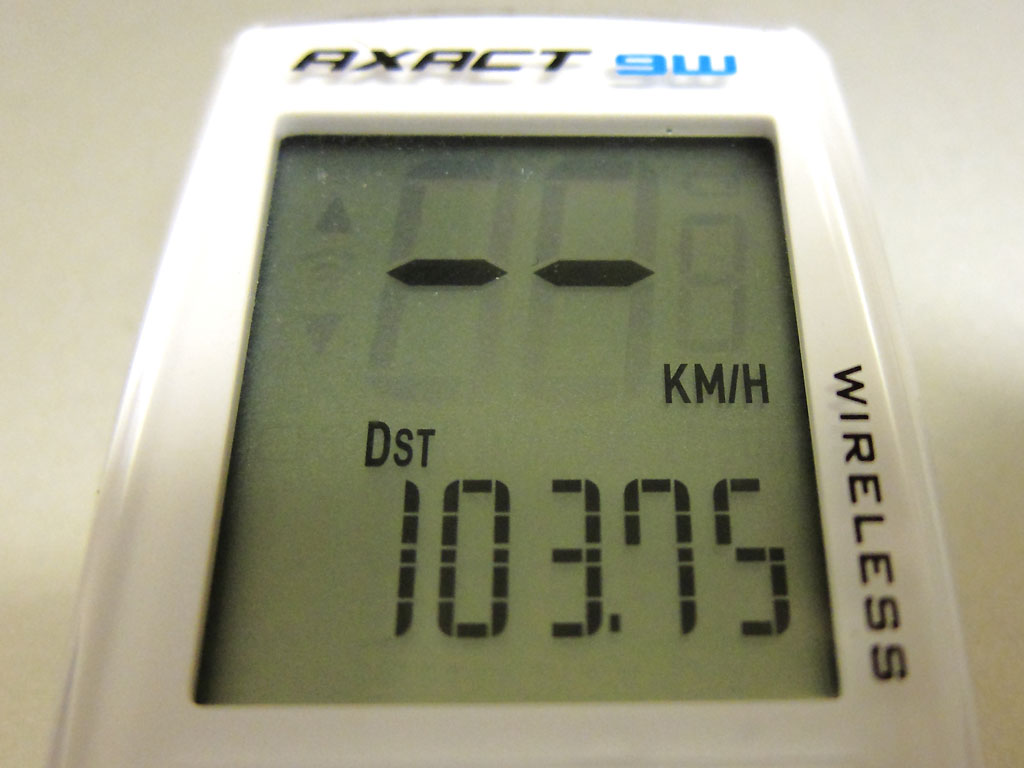 AXACT 9W
--
KM/H
DST
103.75
WIRELESS